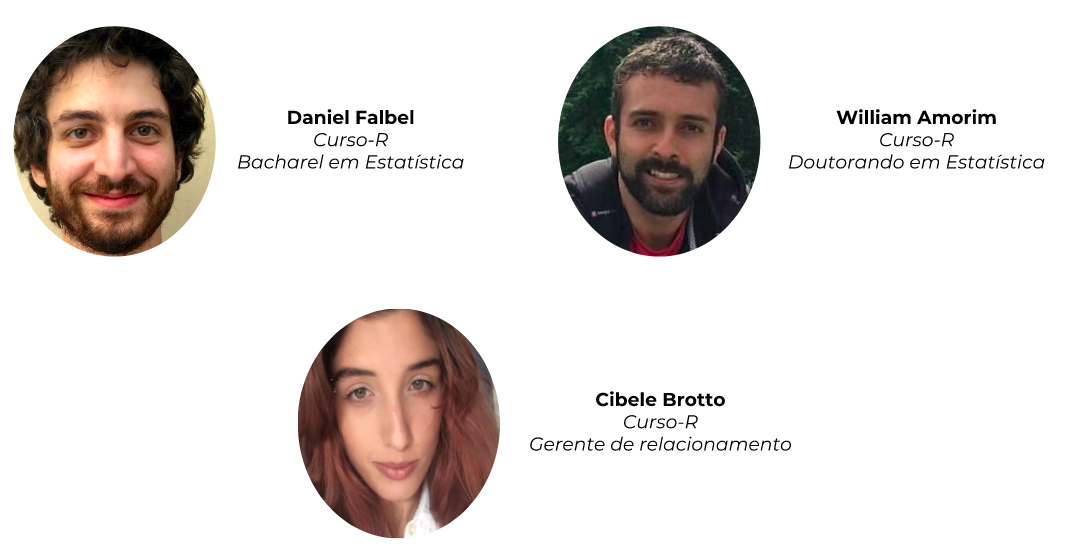 Daniel Falbel
Curso-R
Bacharel em Estatística
William Amorim
Curso-R
Doutorando em Estatística
Cibele Brotto
Curso-R
Gerente de relacionamento